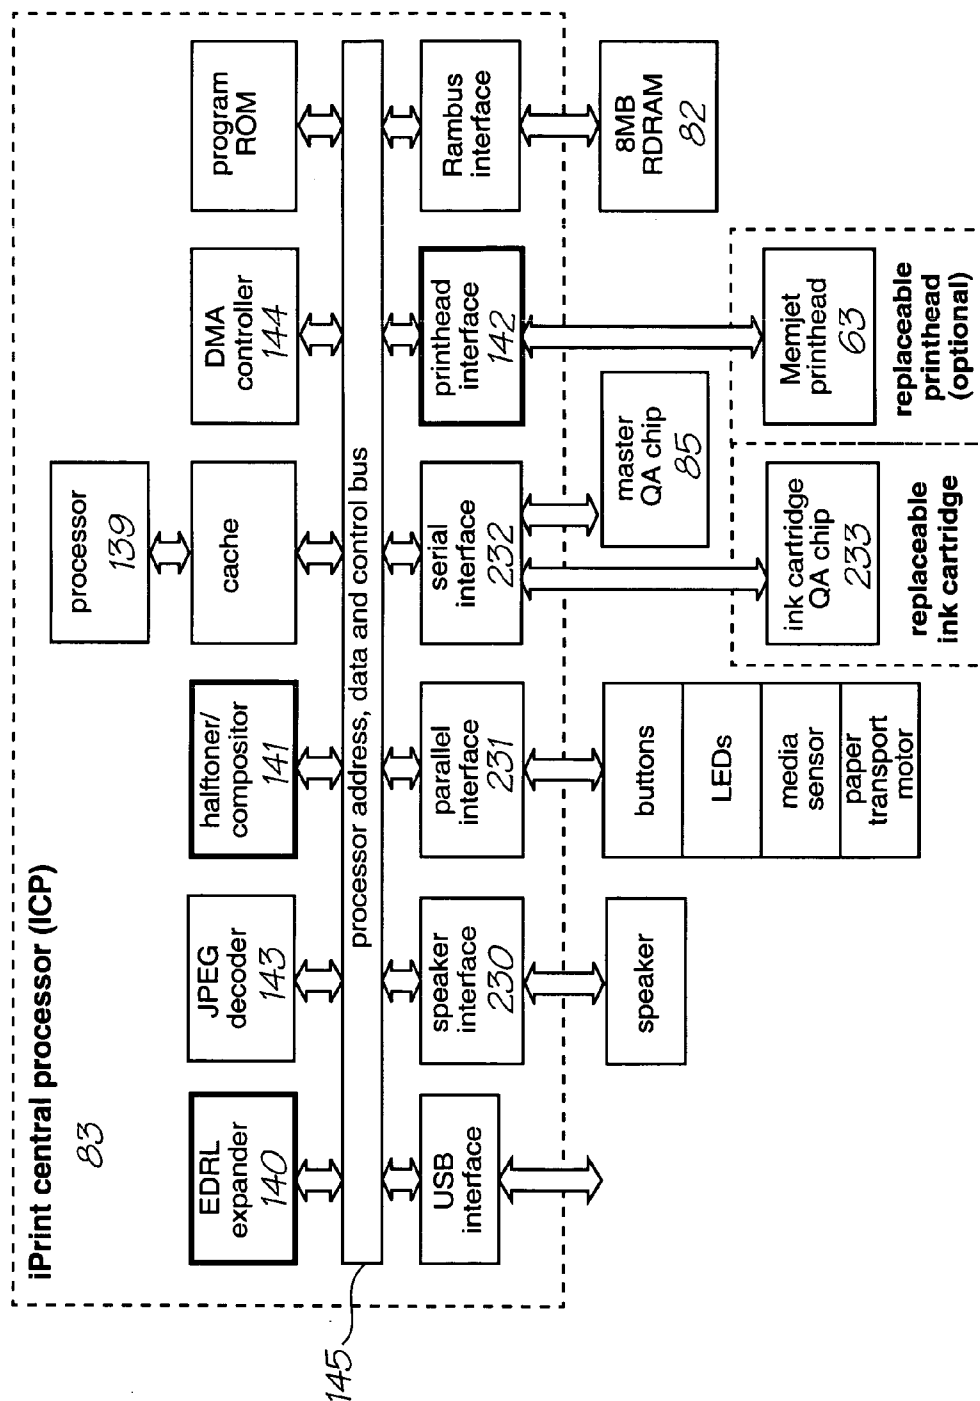 iPrint central processor (ICP)
83
processor
139
EDRL
expander
140
JPEG
decoder
143
halftoner/
compositor
141
cache
DMA
controller
144
program
ROM
145
processor address, data and control bus
USB
interface
speaker
interface
230
parallel
interface
231
serial
interface
232
printhead
interface
142
Rambus
interface
speaker
buttons
LEDs
media
sensor
paper
transport
motor
master
QA chip
85
8MB
RDRAM
82
ink cartridge
QA chip
233
replaceable
ink cartridge
Memjet
printhead
63
replaceable
printhead
(optional)